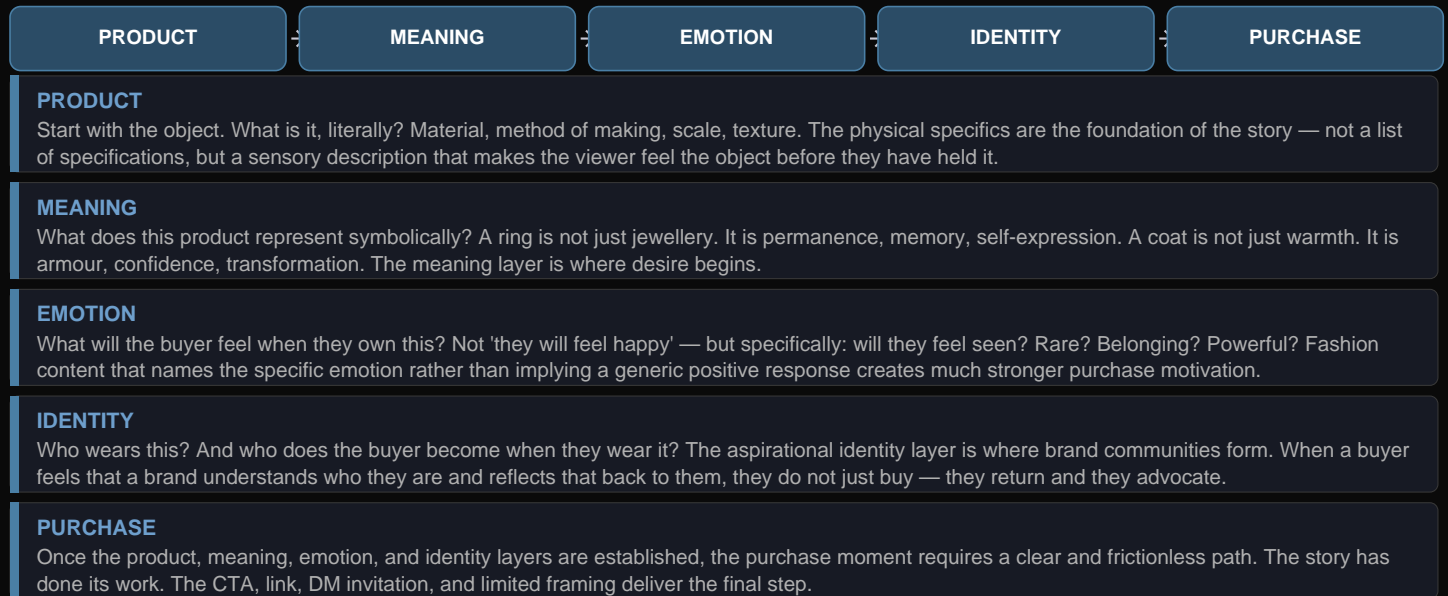 PRODUCT → MEANING → EMOTION → IDENTITY → PURCHASE
PRODUCT
Start with the object. What is it, literally? Material, method of making, scale, texture. The physical specifics are the foundation of the story — not a list
of specifications, but a sensory description that makes the viewer feel the object before they have held it.
MEANING
What does this product represent symbolically? A ring is not just jewellery. It is permanence, memory, self-expression. A coat is not just warmth. It is
armour, confidence, transformation. The meaning layer is where desire begins.
EMOTION
What will the buyer feel when they own this? Not 'they will feel happy' — but specifically: will they feel seen? Rare? Belonging? Powerful? Fashion
content that names the specific emotion rather than implying a generic positive response creates much stronger purchase motivation.
IDENTITY
Who wears this? And who does the buyer become when they wear it? The aspirational identity layer is where brand communities form. When a buyer
feels that a brand understands who they are and reflects that back to them, they do not just buy — they return and they advocate.
PURCHASE
Once the product, meaning, emotion, and identity layers are established, the purchase moment requires a clear and frictionless path. The story has
done its work. The CTA, link, DM invitation, and limited framing deliver the final step.